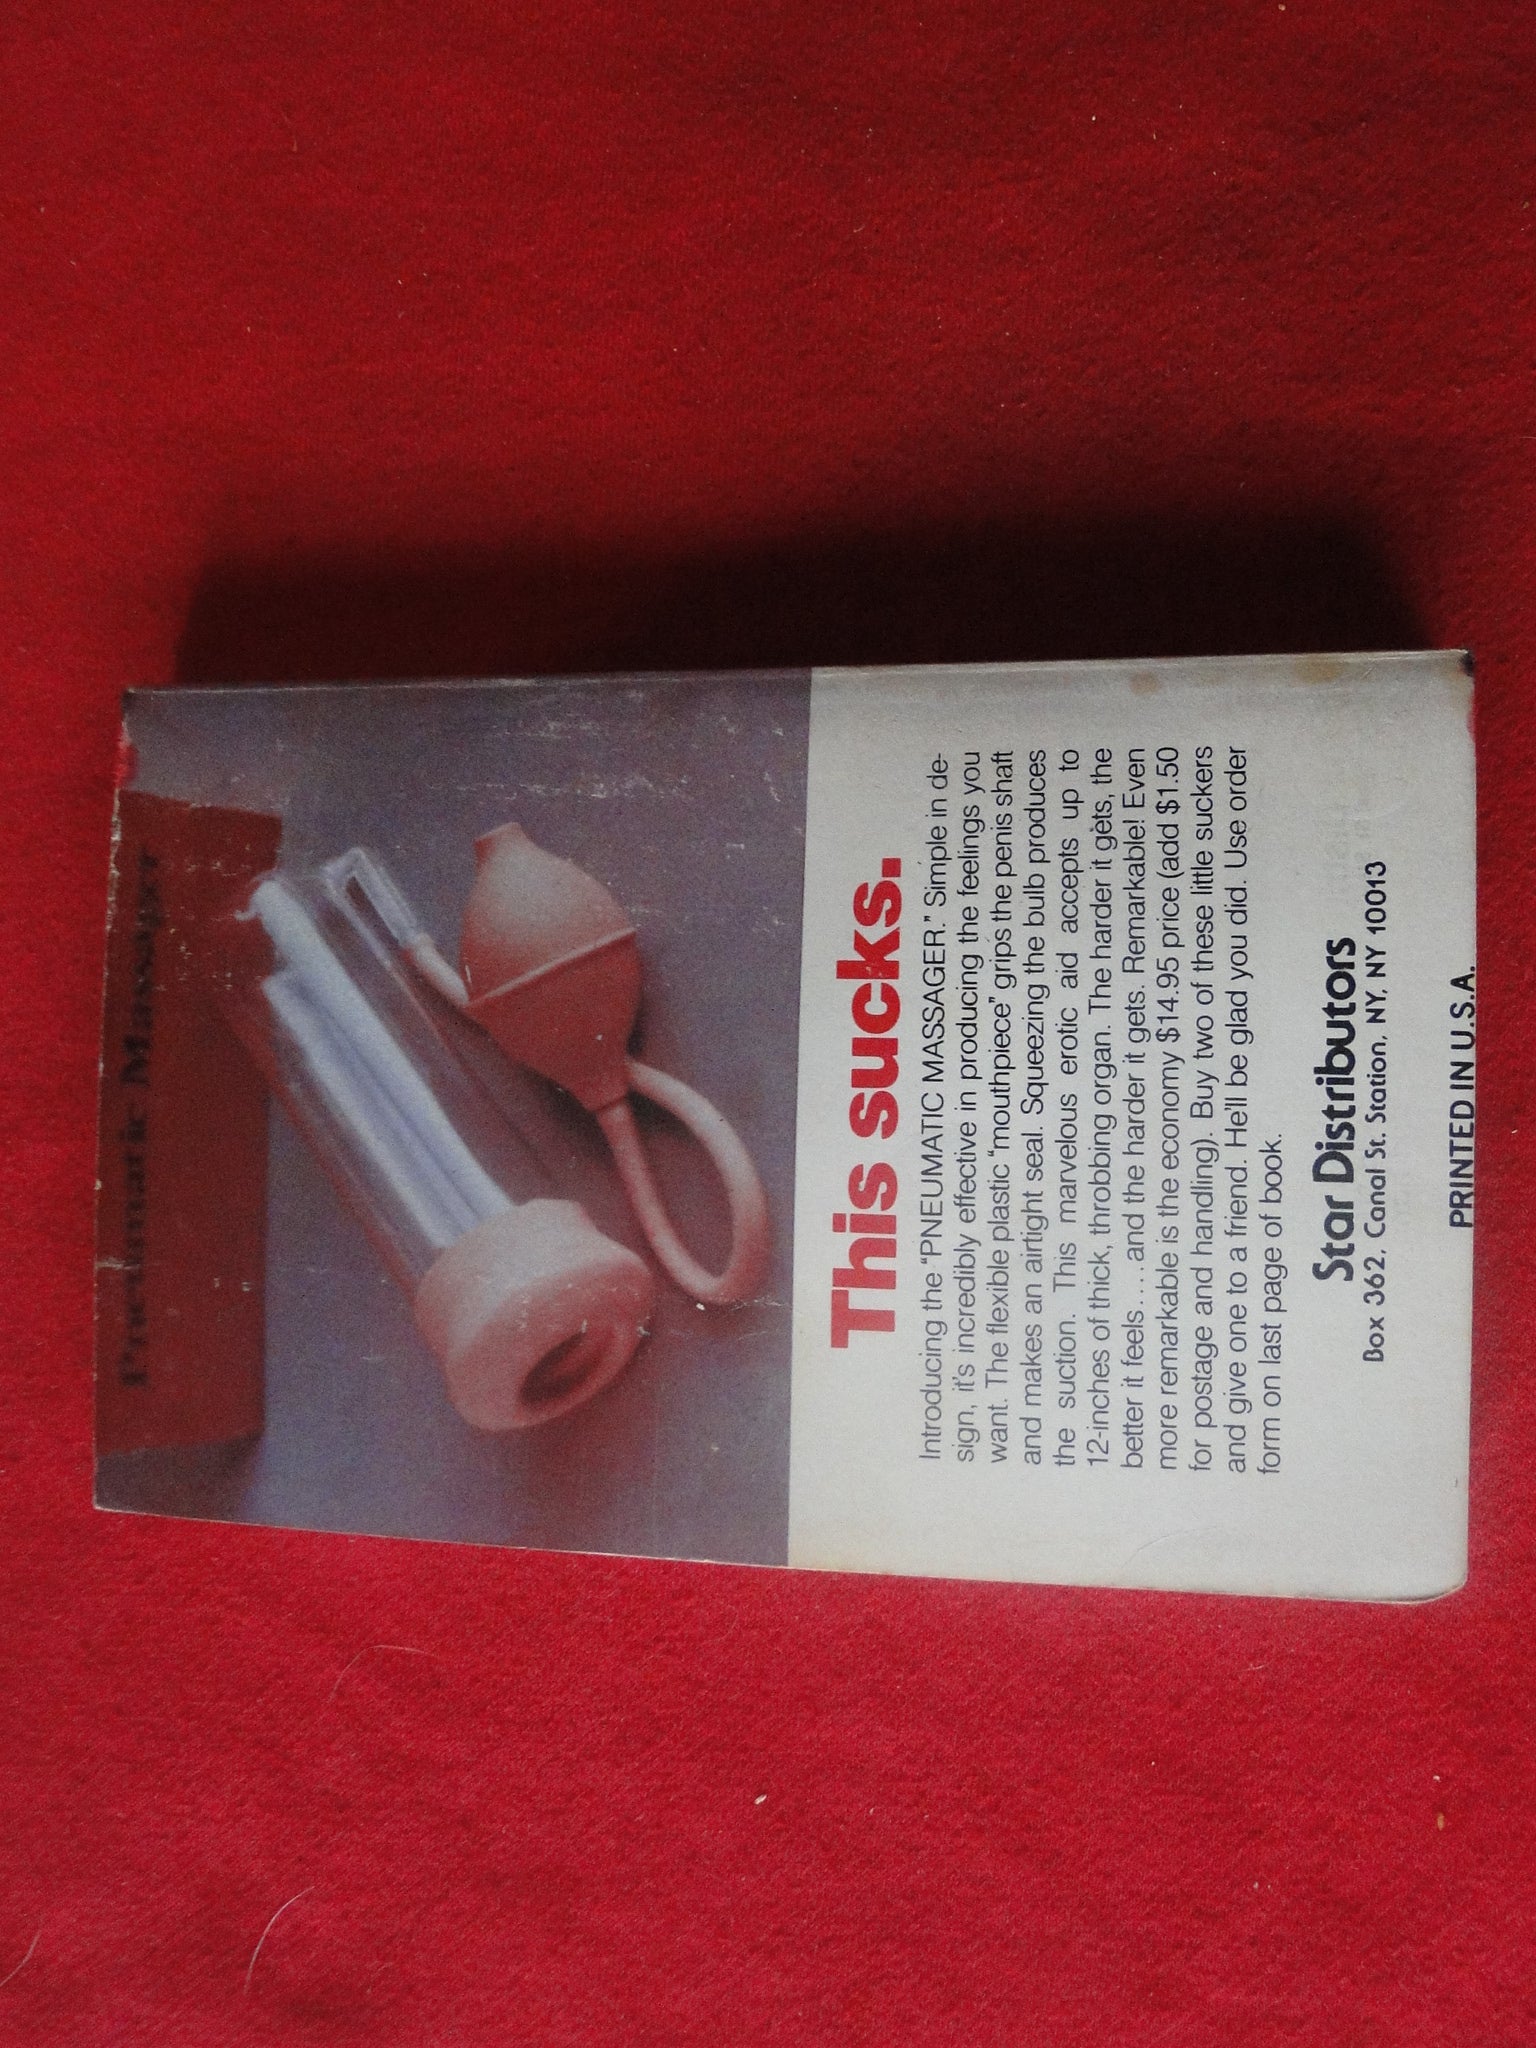 Pneumatic Massager
This sucks.
Introducing the "PNEUMATIC MASSAGER." Simple in de-
sign, it's incredibly effective in producing the feelings you
want. The flexible plastic "mouthpiece" grips the penis shaft
and makes an airtight seal. Squeezing the bulb produces
the suction. This marvelous erotic aid accepts up to
12-inches of thick, throbbing organ. The harder it gets, the
better it feels....and the harder it gets. Remarkable! Even
more remarkable is the economy $14.95 price (add $1.50
for postage and handling). Buy two of these little suckers
and give one to a friend. He'll be glad you did. Use order
form on last page of book.
Star Distributors
Box 362, Canal St. Station, NY, NY 10013
PRINTED IN U.S.A.